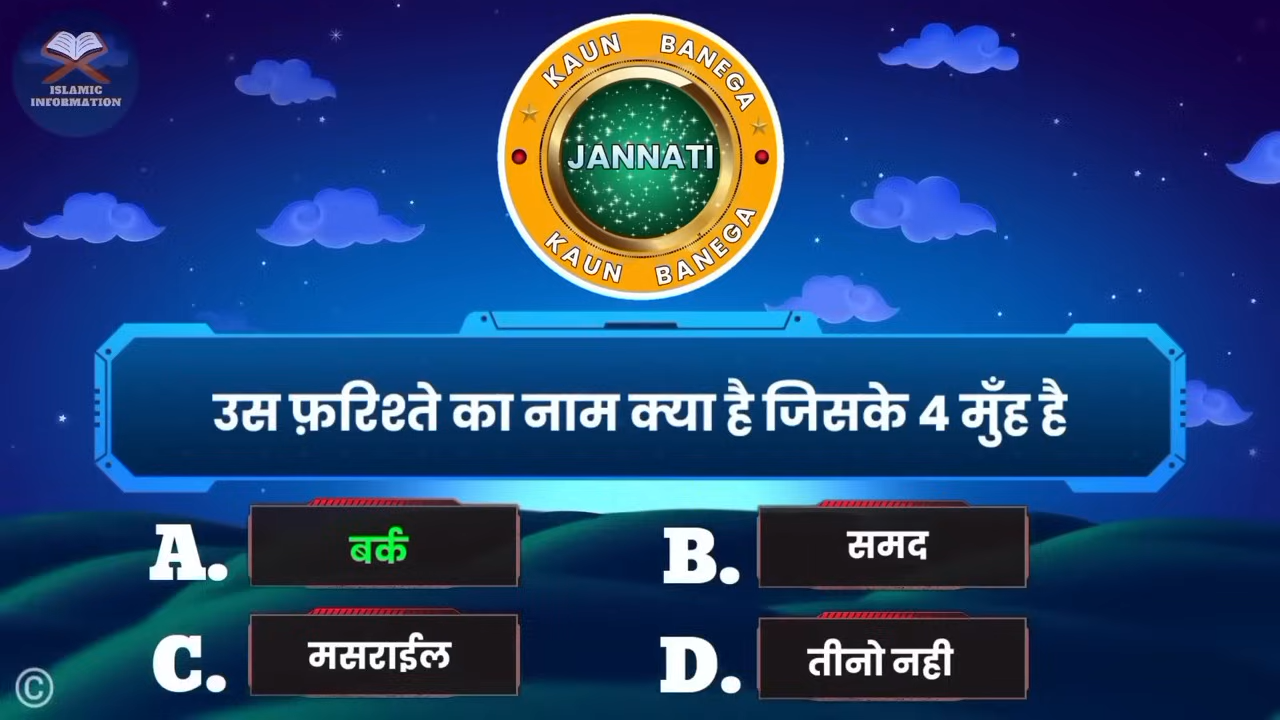 ISLAMIC
INFORMATION
KAUN BANEGA
JANNATI
KAUN BANEGA
उस फ़रिश्ते का नाम क्या है जिसके 4 मुँह है
A. बर्क
B. समद
C. मसराईल
D. तीनो नही
©